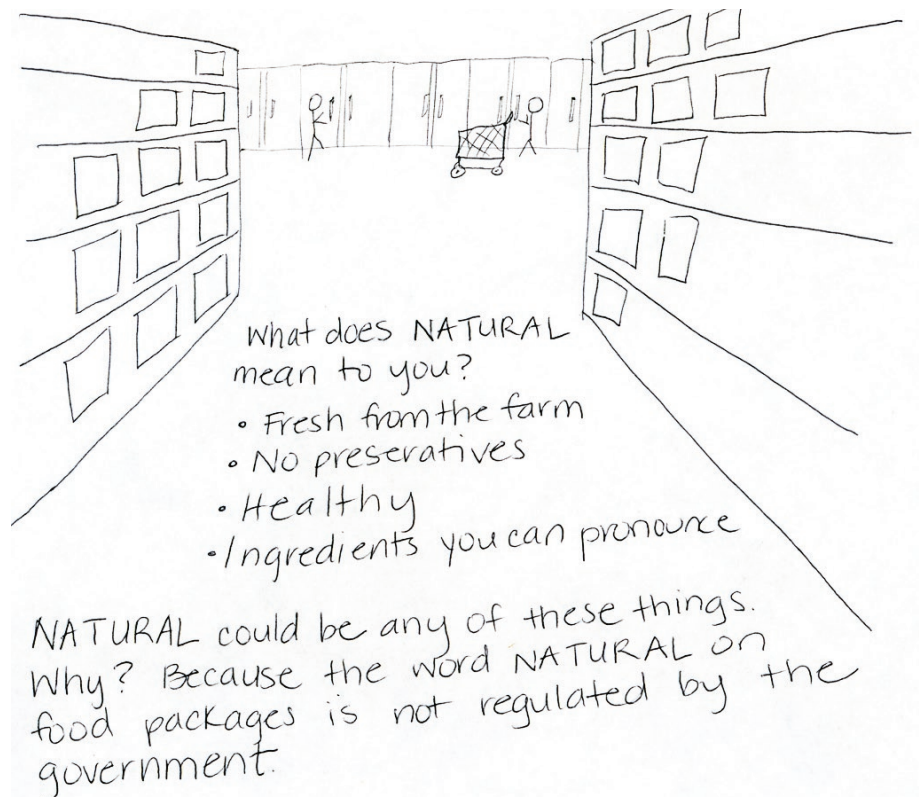 What does NATURAL
mean to you?
• Fresh from the farm
• No preseratives
• Healthy
• Ingredients you can pronounce
NATURAL could be any of these things.
Why? Because the word NATURAL on
food packages is not regulated by the
government.